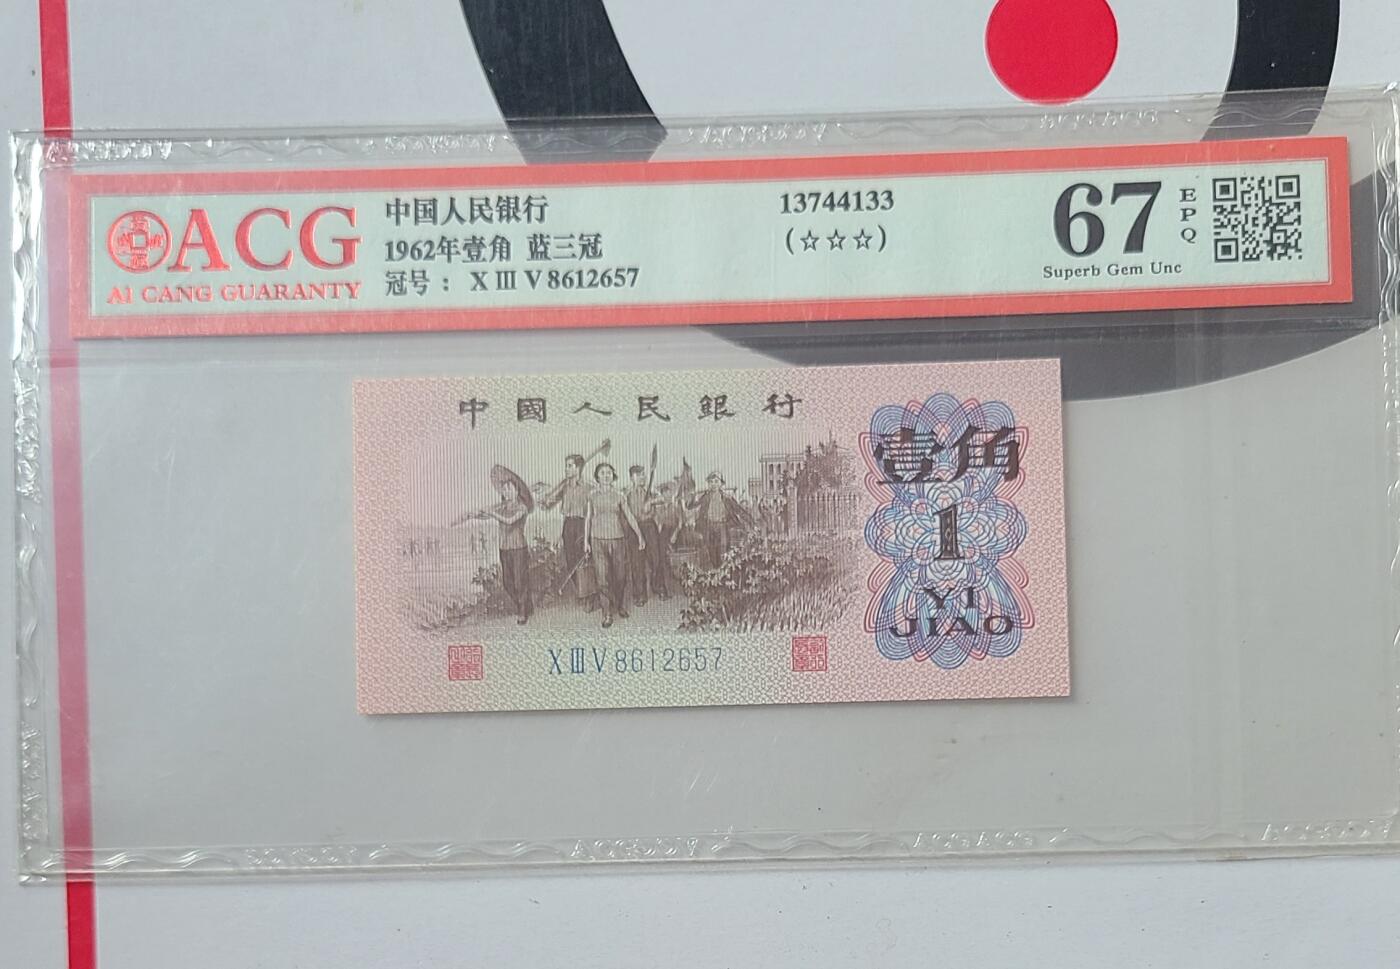 ACG
AI CANG GUARANTY
中国人民银行
1962年壹角 蓝三冠
冠号： X Ⅲ V 8612657
13744133
(☆☆☆)
67
EPQ
Superb Gem Unc
中國人民銀行
壹角
1
YI
JIAO
X Ⅲ V 8612657